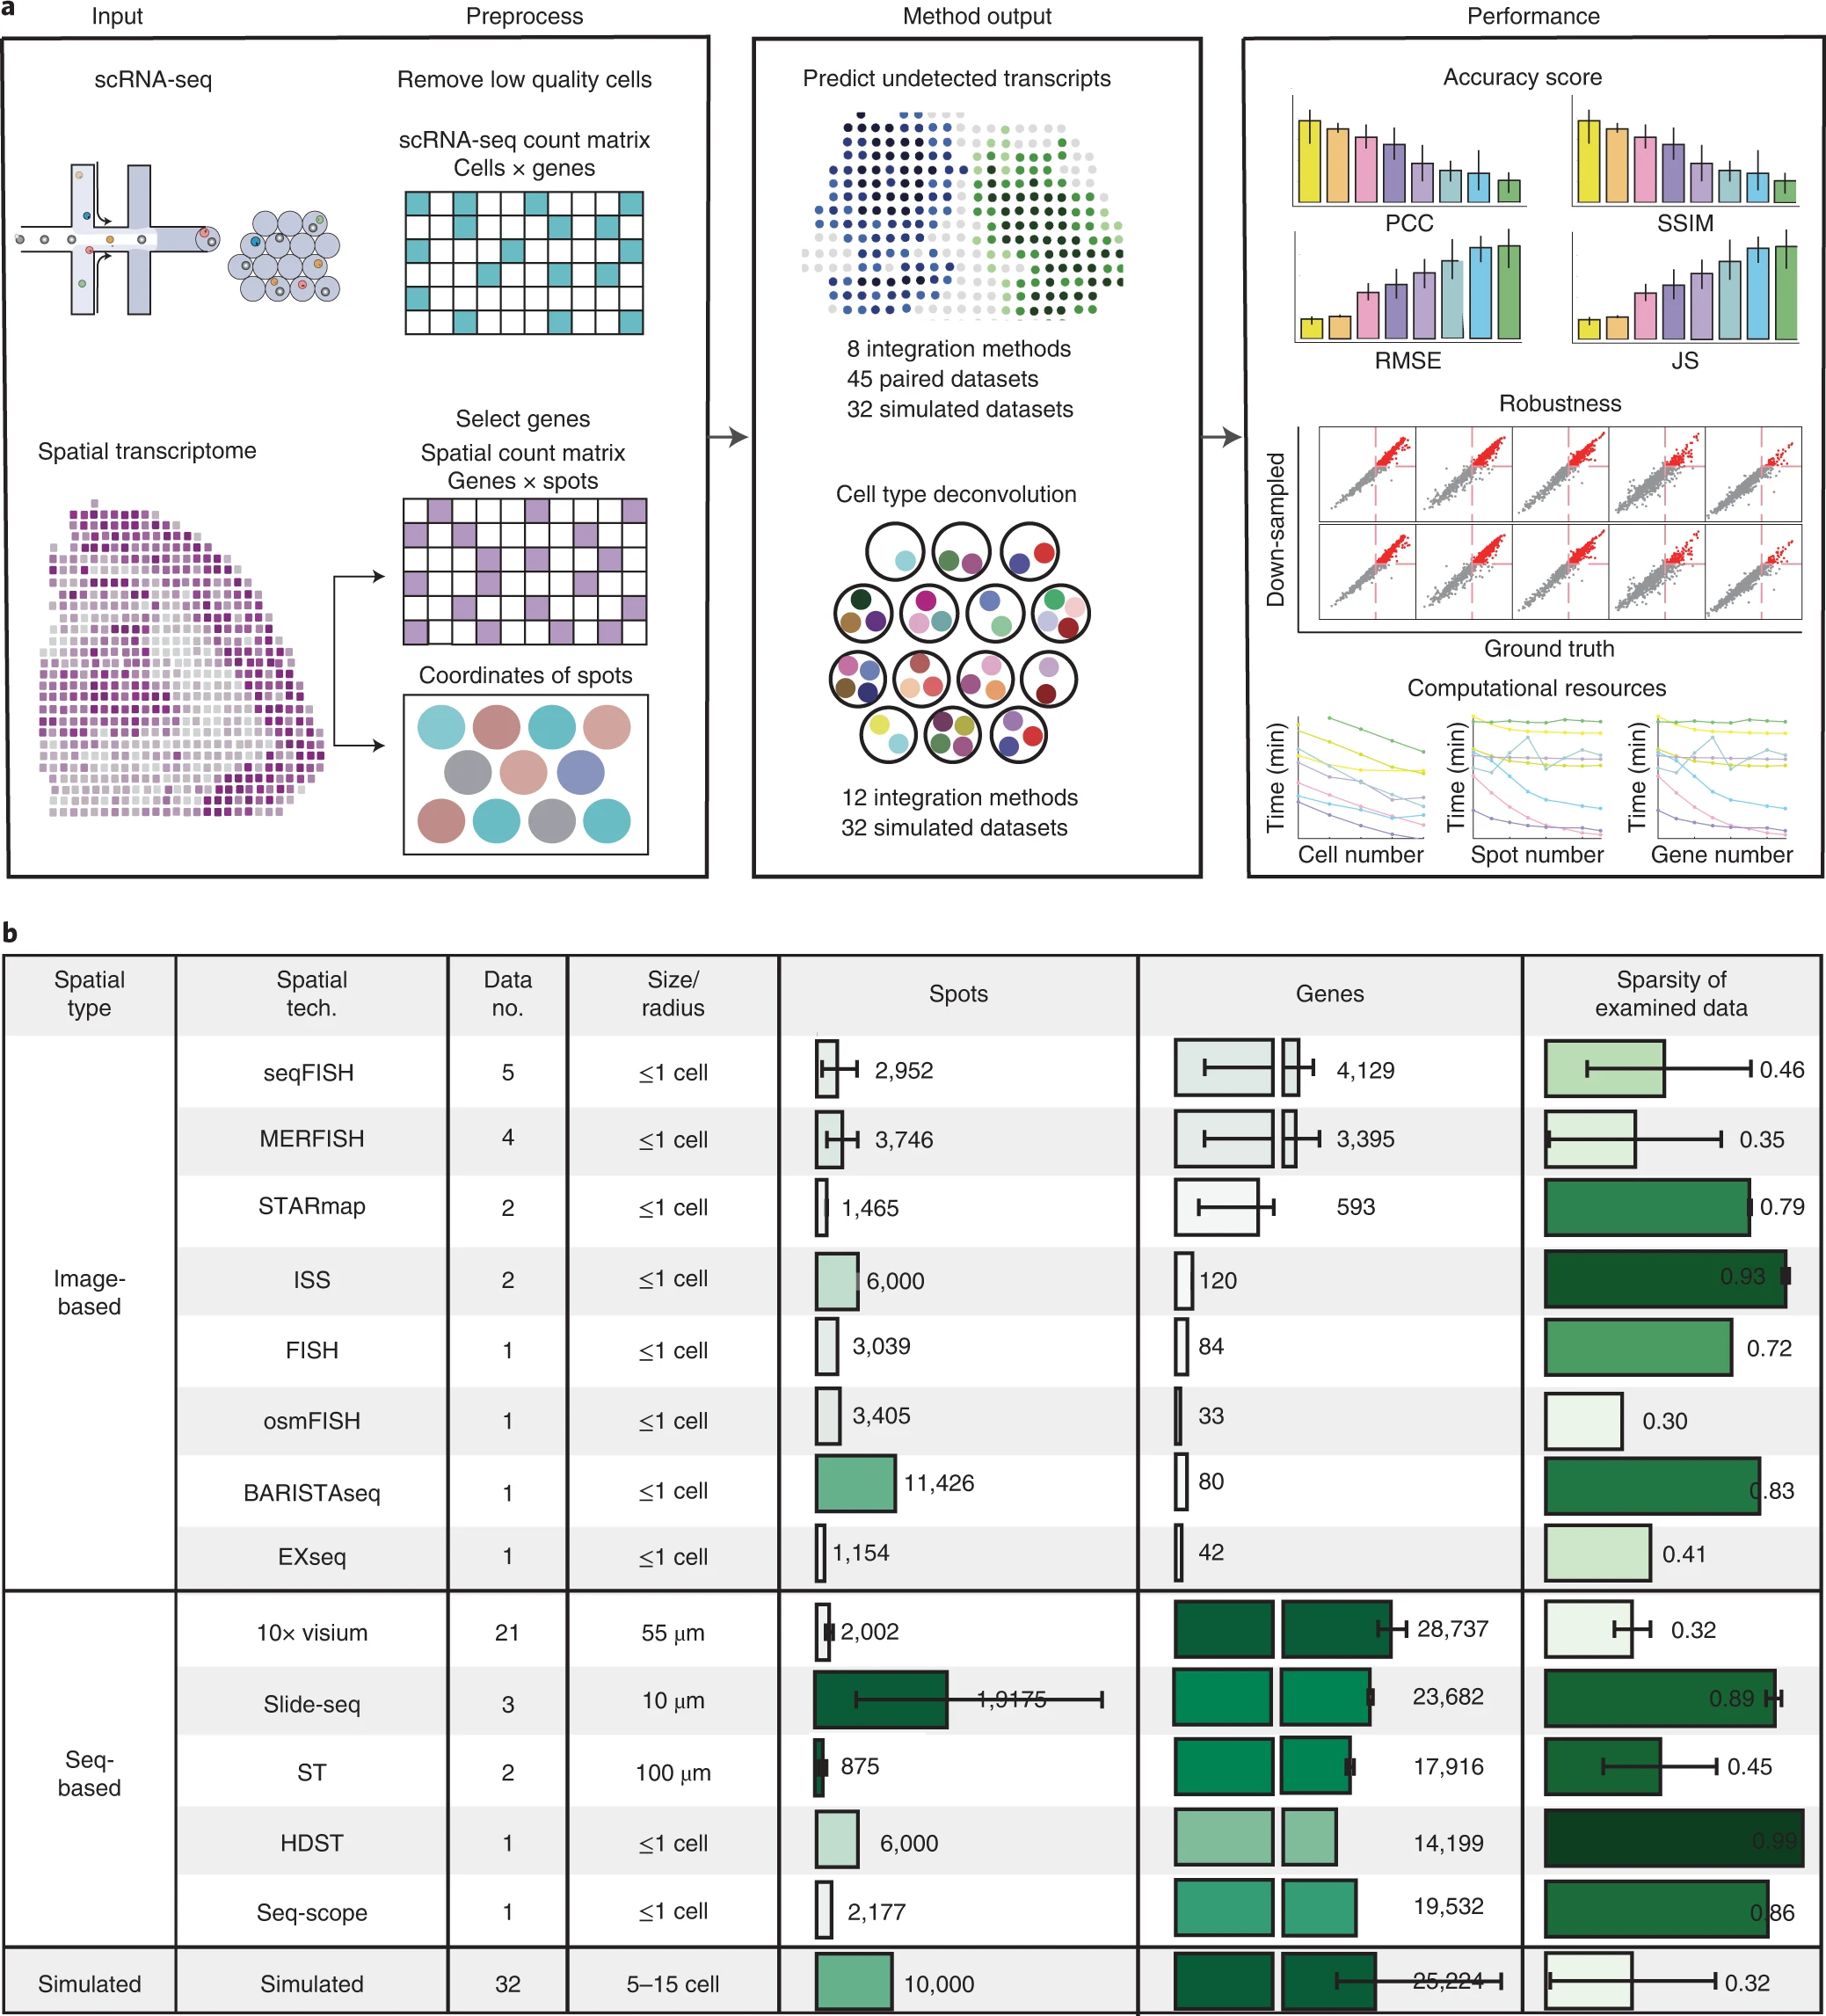 a
Input
Preprocess
Method output
Performance
scRNA-seq
Remove low quality cells
scRNA-seq count matrix
Cells × genes
Spatial transcriptome
Select genes
Spatial count matrix
Genes × spots
Coordinates of spots
Predict undetected transcripts
8 integration methods
45 paired datasets
32 simulated datasets
Cell type deconvolution
12 integration methods
32 simulated datasets
Accuracy score
PCC
SSIM
RMSE
JS
Robustness
Down-sampled
Ground truth
Computational resources
Time (min)
Cell number
Time (min)
Spot number
Time (min)
Gene number
b
Spatial
type
Spatial
tech.
Data
no.
Size/
radius
Spots
Genes
Sparsity of
examined data
Image-
based
seqFISH 5 ≤1 cell 2,952 4,129 0.46
MERFISH 4 ≤1 cell 3,746 3,395 0.35
STARmap 2 ≤1 cell 1,465 593 0.79
ISS 2 ≤1 cell 6,000 120 0.93
FISH 1 ≤1 cell 3,039 84 0.72
osmFISH 1 ≤1 cell 3,405 33 0.30
BARISTAseq 1 ≤1 cell 11,426 80 0.83
EXseq 1 ≤1 cell 1,154 42 0.41
Seq-
based
10× visium 21 55 μm 2,002 28,737 0.32
Slide-seq 3 10 μm 1,9175 23,682 0.89
ST 2 100 μm 875 17,916 0.45
HDST 1 ≤1 cell 6,000 14,199 0.99
Seq-scope 1 ≤1 cell 2,177 19,532 0.86
Simulated Simulated 32 5–15 cell 10,000 25,224 0.32